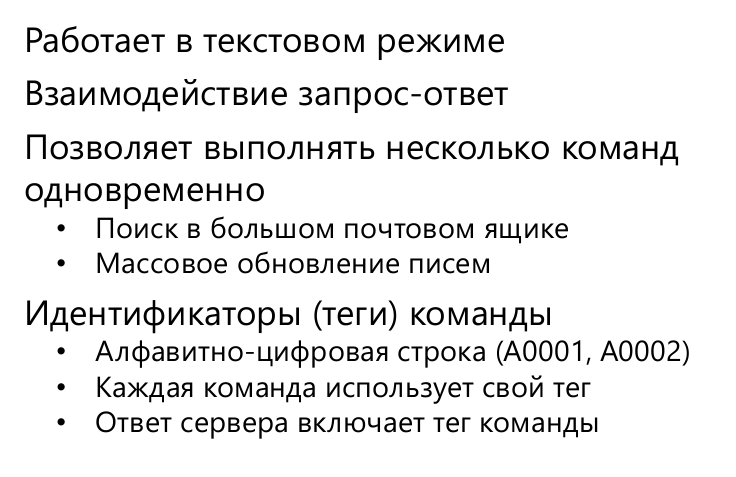 Работает в текстовом режиме
Взаимодействие запрос-ответ
Позволяет выполнять несколько команд
одновременно
• Поиск в большом почтовом ящике
• Массовое обновление писем
Идентификаторы (теги) команды
• Алфавитно-цифровая строка (A0001, A0002)
• Каждая команда использует свой тег
• Ответ сервера включает тег команды